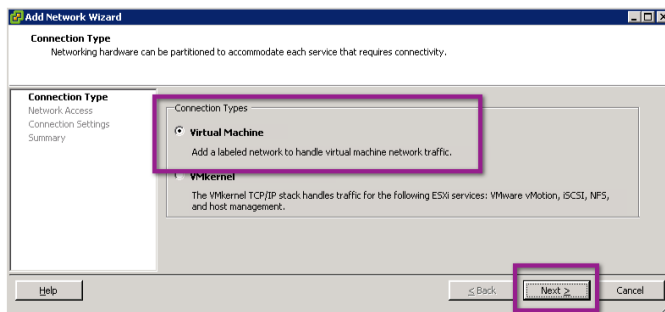 Add Network Wizard
Connection Type
Networking hardware can be partitioned to accommodate each service that requires connectivity.
Connection Type
Network Access
Connection Settings
Summary
Connection Types
Virtual Machine
Add a labeled network to handle virtual machine network traffic.
VMkernel
The VMkernel TCP/IP stack handles traffic for the following ESXi services: VMware vMotion, iSCSI, NFS,
and host management.
Help
≤ Back
Next ≥
Cancel